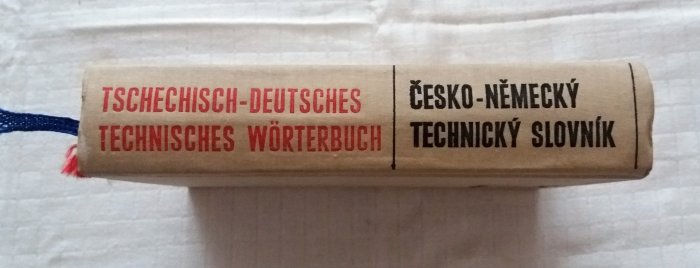 TSCHECHISCH-DEUTSCHES
TECHNISCHES WÖRTERBUCH
ČESKO-NĚMECKÝ
TECHNICKÝ SLOVNÍK